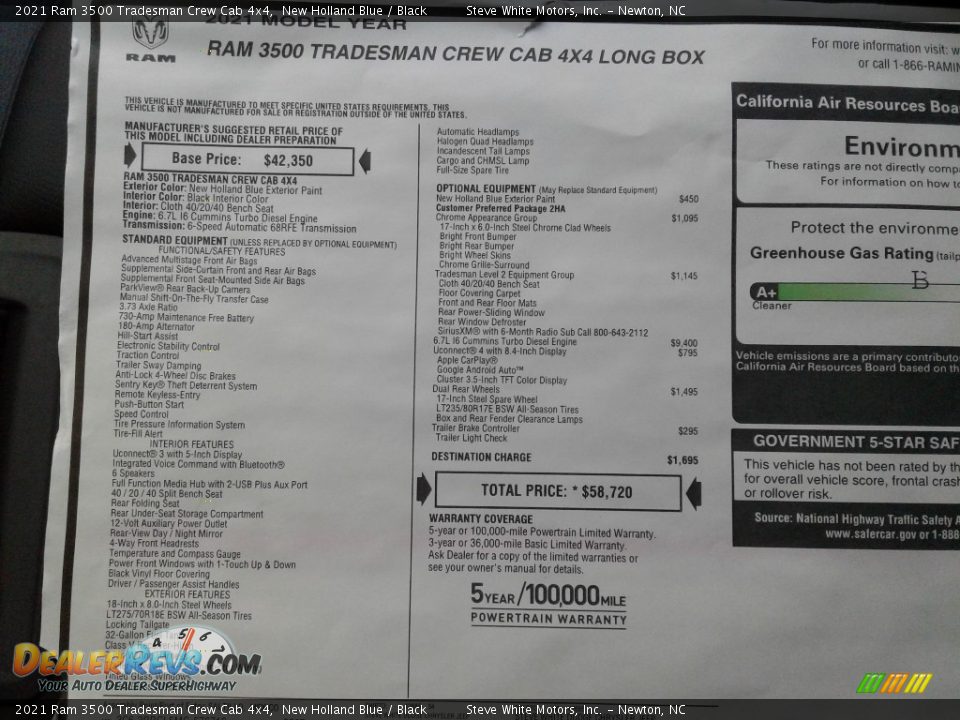 2021 Ram 3500 Tradesman Crew Cab 4x4, New Holland Blue / Black Steve White Motors, Inc. – Newton, NC
2021 MODEL YEAR
RAM
RAM 3500 TRADESMAN CREW CAB 4X4 LONG BOX
For more information visit: w
or call 1-866-RAMIN
THIS VEHICLE IS MANUFACTURED TO MEET SPECIFIC UNITED STATES REQUIREMENTS. THIS
VEHICLE IS NOT MANUFACTURED FOR SALE OR REGISTRATION OUTSIDE OF THE UNITED STATES.
MANUFACTURER'S SUGGESTED RETAIL PRICE OF
THIS MODEL INCLUDING DEALER PREPARATION
Base Price: $42,350
RAM 3500 TRADESMAN CREW CAB 4X4
Exterior Color: New Holland Blue Exterior Paint
Interior Color: Black Interior Color
Interior: Cloth 40/20/40 Bench Seat
Engine: 6.7L I6 Cummins Turbo Diesel Engine
Transmission: 6-Speed Automatic 68RFE Transmission
STANDARD EQUIPMENT (UNLESS REPLACED BY OPTIONAL EQUIPMENT)
FUNCTIONAL/SAFETY FEATURES
Advanced Multistage Front Air Bags
Supplemental Side-Curtain Front and Rear Air Bags
Supplemental Front Seat-Mounted Side Air Bags
ParkView® Rear Back-Up Camera
Manual Shift-On-The-Fly Transfer Case
3.73 Axle Ratio
730-Amp Maintenance Free Battery
180-Amp Alternator
Hill-Start Assist
Electronic Stability Control
Traction Control
Trailer Sway Damping
Anti-Lock 4-Wheel Disc Brakes
Sentry Key® Theft Deterrent System
Remote Keyless-Entry
Push-Button Start
Speed Control
Tire Pressure Information System
Tire-Fill Alert
INTERIOR FEATURES
Uconnect® 3 with 5-Inch Display
Integrated Voice Command with Bluetooth®
6 Speakers
Full Function Media Hub with 2-USB Plus Aux Port
40 / 20 / 40 Split Bench Seat
Rear Folding Seat
Rear Under-Seat Storage Compartment
12-Volt Auxiliary Power Outlet
Rear-View Day / Night Mirror
4-Way Front Headrests
Temperature and Compass Gauge
Power Front Windows with 1-Touch Up & Down
Black Vinyl Floor Covering
Driver / Passenger Assist Handles
EXTERIOR FEATURES
18-Inch x 8.0-Inch Steel Wheels
LT275/70R18E BSW All-Season Tires
Locking Tailgate
32-Gallon
Class
Tinted Glass Windows
Automatic Headlamps
Halogen Quad Headlamps
Incandescent Tail Lamps
Cargo and CHMSL Lamp
Full-Size Spare Tire
OPTIONAL EQUIPMENT (May Replace Standard Equipment)
New Holland Blue Exterior Paint $450
Customer Preferred Package 2HA
Chrome Appearance Group $1,095
17-Inch x 6.0-Inch Steel Chrome Clad Wheels
Bright Front Bumper
Bright Rear Bumper
Bright Wheel Skins
Chrome Grille-Surround
Tradesman Level 2 Equipment Group $1,145
Cloth 40/20/40 Bench Seat
Floor Covering Carpet
Front and Rear Floor Mats
Rear Power-Sliding Window
Rear Window Defroster
SiriusXM® with 6-Month Radio Sub Call 800-643-2112
6.7L I6 Cummins Turbo Diesel Engine $9,400
Uconnect® 4 with 8.4-Inch Display $795
Apple CarPlay®
Google Android Auto™
Cluster 3.5-Inch TFT Color Display
Dual Rear Wheels $1,495
17-Inch Steel Spare Wheel
LT235/80R17E BSW All-Season Tires
Box and Rear Fender Clearance Lamps
Trailer Brake Controller $295
Trailer Light Check
DESTINATION CHARGE $1,695
TOTAL PRICE: * $58,720
WARRANTY COVERAGE
5-year or 100,000-mile Powertrain Limited Warranty.
3-year or 36,000-mile Basic Limited Warranty.
Ask Dealer for a copy of the limited warranties or
see your owner's manual for details.
5YEAR/100,000MILE
POWERTRAIN WARRANTY
California Air Resources Boa
Environm
These ratings are not directly compa
For information on how to
Protect the environme
Greenhouse Gas Rating (tailp
A+
B
Cleaner
Vehicle emissions are a primary contributo
California Air Resources Board based on th
GOVERNMENT 5-STAR SAF
This vehicle has not been rated by th
for overall vehicle score, frontal crash
or rollover risk.
Source: National Highway Traffic Safety A
www.safercar.gov or 1-888
4 5 6
DEALERREVS.COM
YOUR AUTO DEALER SUPERHIGHWAY
2021 Ram 3500 Tradesman Crew Cab 4x4, New Holland Blue / Black Steve White Motors, Inc. – Newton, NC